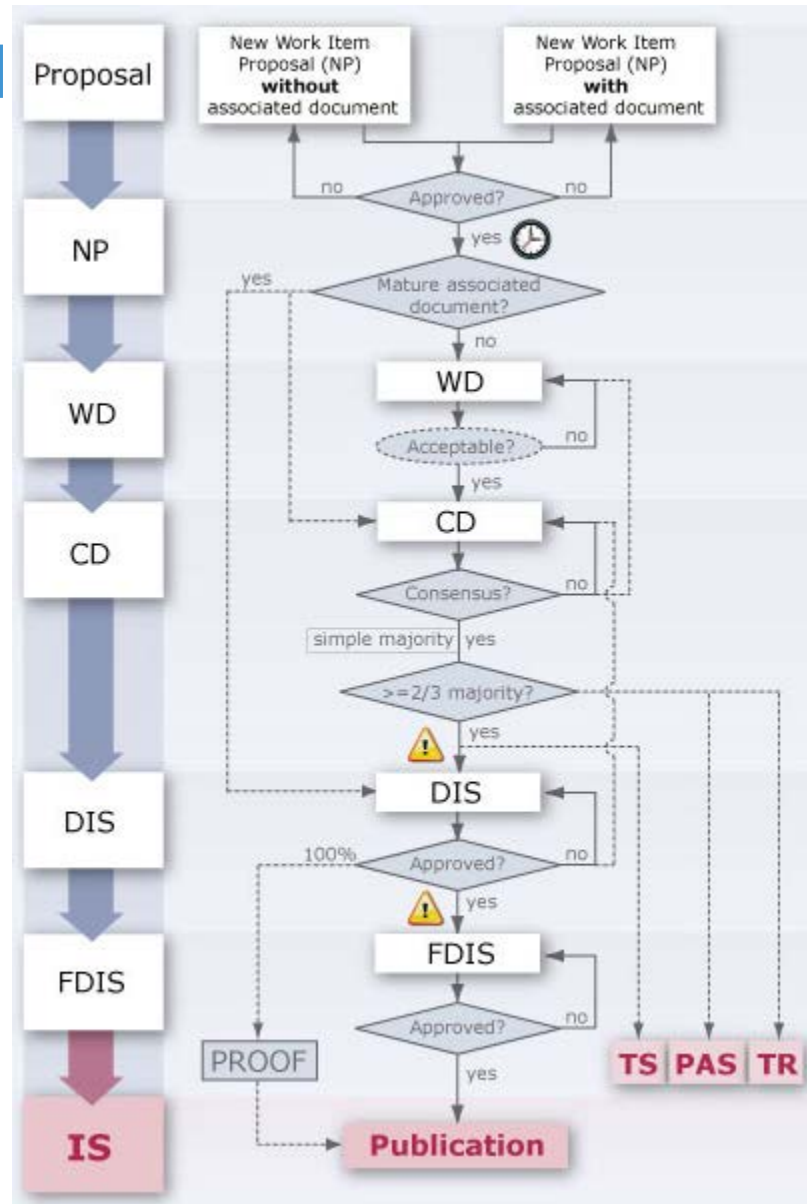 Proposal
New Work Item
Proposal (NP)
without
associated document
New Work Item
Proposal (NP)
with
associated document
no
Approved?
no
NP
yes
yes
Mature associated
document?
no
WD
WD
Acceptable?
no
yes
CD
CD
Consensus?
no
simple majority
yes
>=2/3 majority?
yes
DIS
DIS
100%
Approved?
no
yes
FDIS
FDIS
Approved?
no
PROOF
yes
TS
PAS
TR
IS
Publication